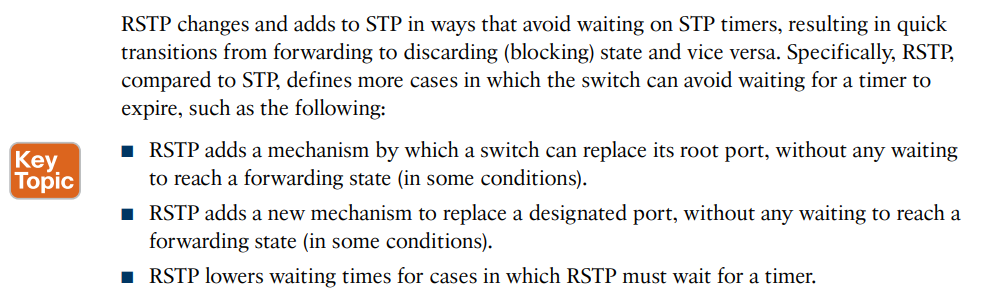 RSTP changes and adds to STP in ways that avoid waiting on STP timers, resulting in quick
transitions from forwarding to discarding (blocking) state and vice versa. Specifically, RSTP,
compared to STP, defines more cases in which the switch can avoid waiting for a timer to
expire, such as the following:
Key
Topic
■ RSTP adds a mechanism by which a switch can replace its root port, without any waiting
to reach a forwarding state (in some conditions).
■ RSTP adds a new mechanism to replace a designated port, without any waiting to reach a
forwarding state (in some conditions).
■ RSTP lowers waiting times for cases in which RSTP must wait for a timer.